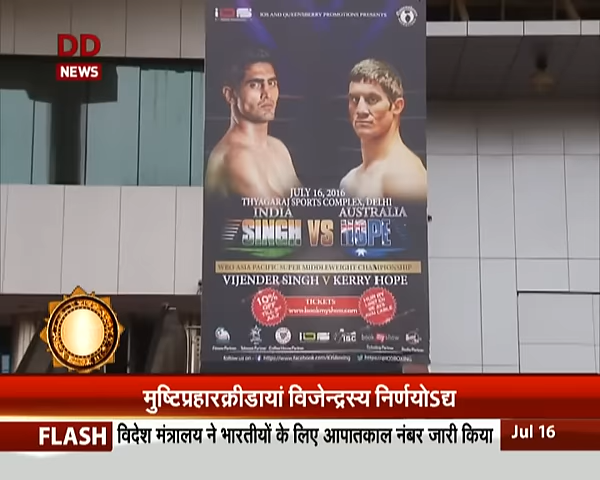 DD
NEWS
IOS AND QUEENSBERRY PROMOTIONS PRESENTS
JULY 16, 2016
THYAGARAJ SPORTS COMPLEX, DELHI
INDIA AUSTRALIA
SINGH VS HOPE
WBO ASIA PACIFIC SUPER MIDDLEWEIGHT CHAMPIONSHIP
VIJENDER SINGH V KERRY HOPE
10%
OFF
TICKETS
www.bookmyshow.com
मुष्टिप्रहारक्रीडायां विजेन्द्रस्य निर्णयोऽद्य
FLASH विदेश मंत्रालय ने भारतीयों के लिए आपातकाल नंबर जारी किया Jul 16